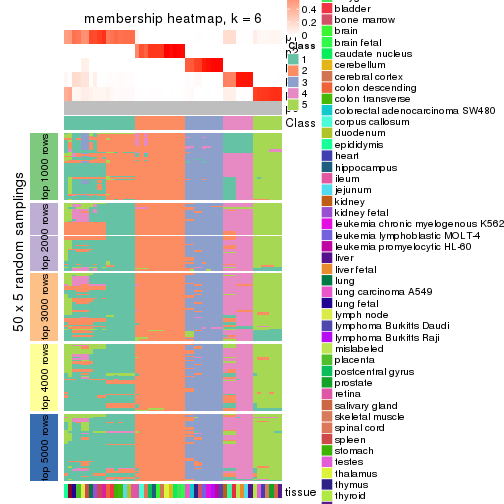 membership heatmap, k = 6
0.4
0.2
0
Class
1
2
3
4
5
Class
50 x 5 random samplings
top 1000 rows
top 2000 rows
top 3000 rows
top 4000 rows
top 5000 rows
tissue
bladder
bone marrow
brain
brain fetal
caudate nucleus
cerebellum
cerebral cortex
colon descending
colon transverse
colorectal adenocarcinoma SW480
corpus callosum
duodenum
epididymis
heart
hippocampus
ileum
jejunum
kidney
kidney fetal
leukemia chronic myelogenous K562
leukemia lymphoblastic MOLT-4
leukemia promyelocytic HL-60
liver
liver fetal
lung
lung carcinoma A549
lung fetal
lymph node
lymphoma Burkitts Daudi
lymphoma Burkitts Raji
mislabeled
placenta
postcentral gyrus
prostate
retina
salivary gland
skeletal muscle
spinal cord
spleen
stomach
testes
thalamus
thymus
thyroid